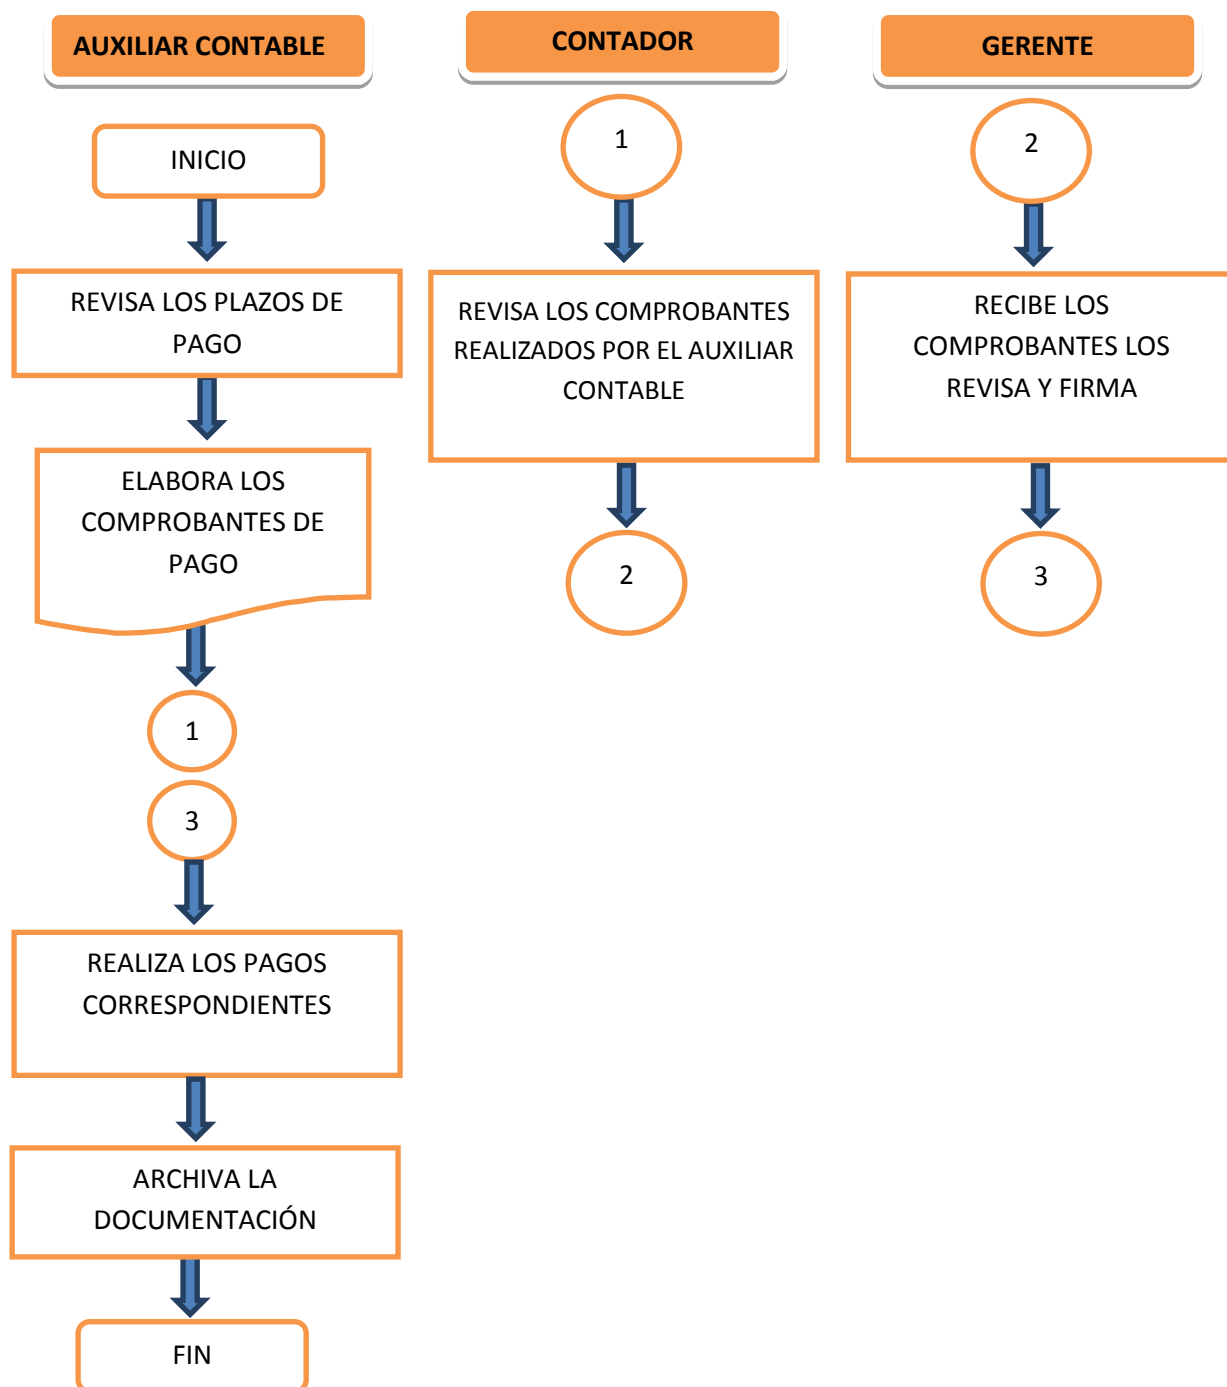 AUXILIAR CONTABLE
INICIO
REVISA LOS PLAZOS DE
PAGO
ELABORA LOS
COMPROBANTES DE
PAGO
1
3
REALIZA LOS PAGOS
CORRESPONDIENTES
ARCHIVA LA
DOCUMENTACIÓN
FIN
CONTADOR
1
REVISA LOS COMPROBANTES
REALIZADOS POR EL AUXILIAR
CONTABLE
2
GERENTE
2
RECIBE LOS
COMPROBANTES LOS
REVISA Y FIRMA
3